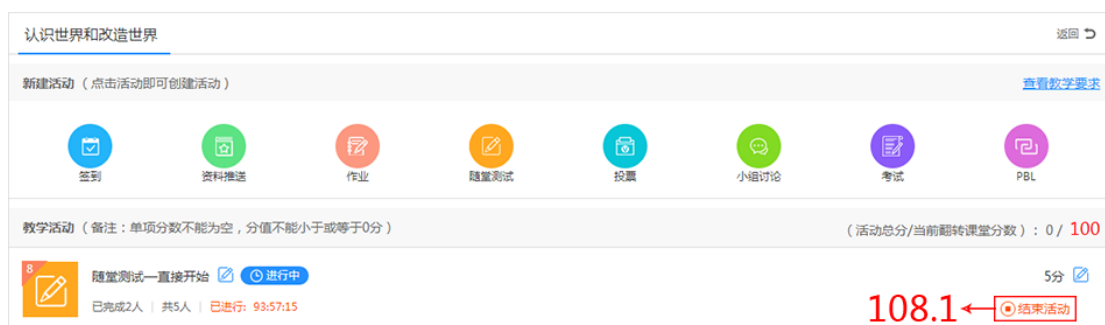 认识世界和改造世界 返回
新建活动（点击活动即可创建活动） 查看教学要求
签到 资料推送 作业 随堂测试 投票 小组讨论 考试 PBL
教学活动（备注：单项分数不能为空，分值不能小于或等于0分） （活动总分/当前翻转课堂分数）：0 / 100
8 随堂测试—直接开始 进行中 5分
已完成2人 | 共5人 | 已进行: 93:57:15 108.1 结束活动